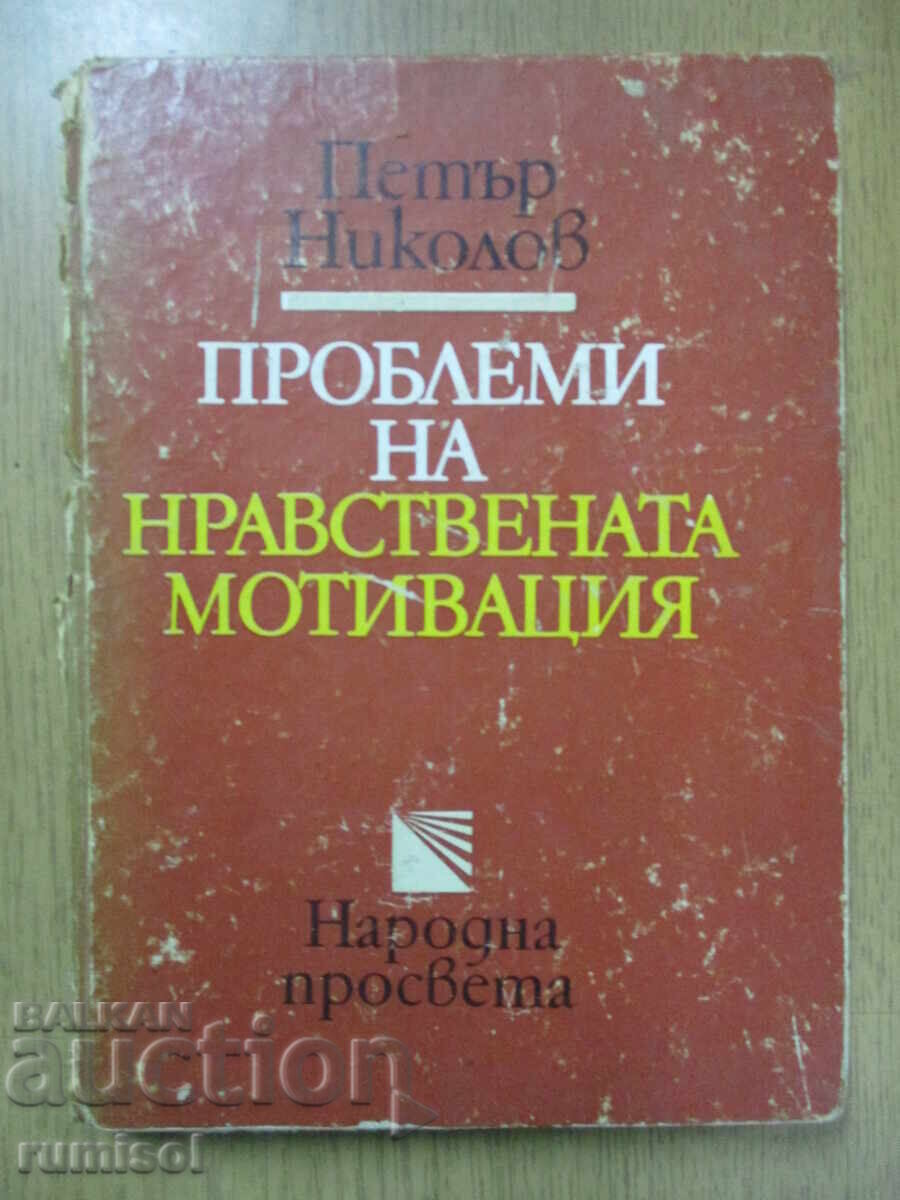 Петър
Николов
ПРОБЛЕМИ
НА
НРАВСТВЕНАТА
МОТИВАЦИЯ
Народна
просвета
BALKAN
auction
rumisol